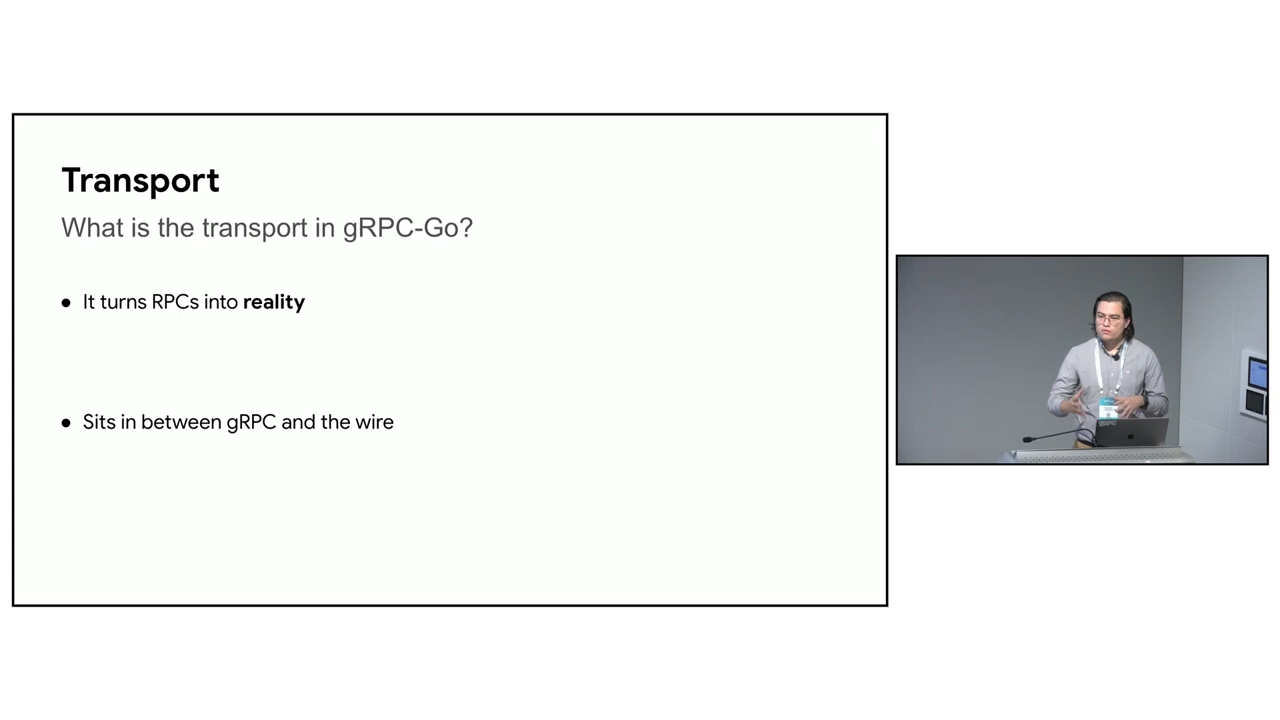 Transport
What is the transport in gRPC-Go?
● It turns RPCs into reality
● Sits in between gRPC and the wire
gRPC